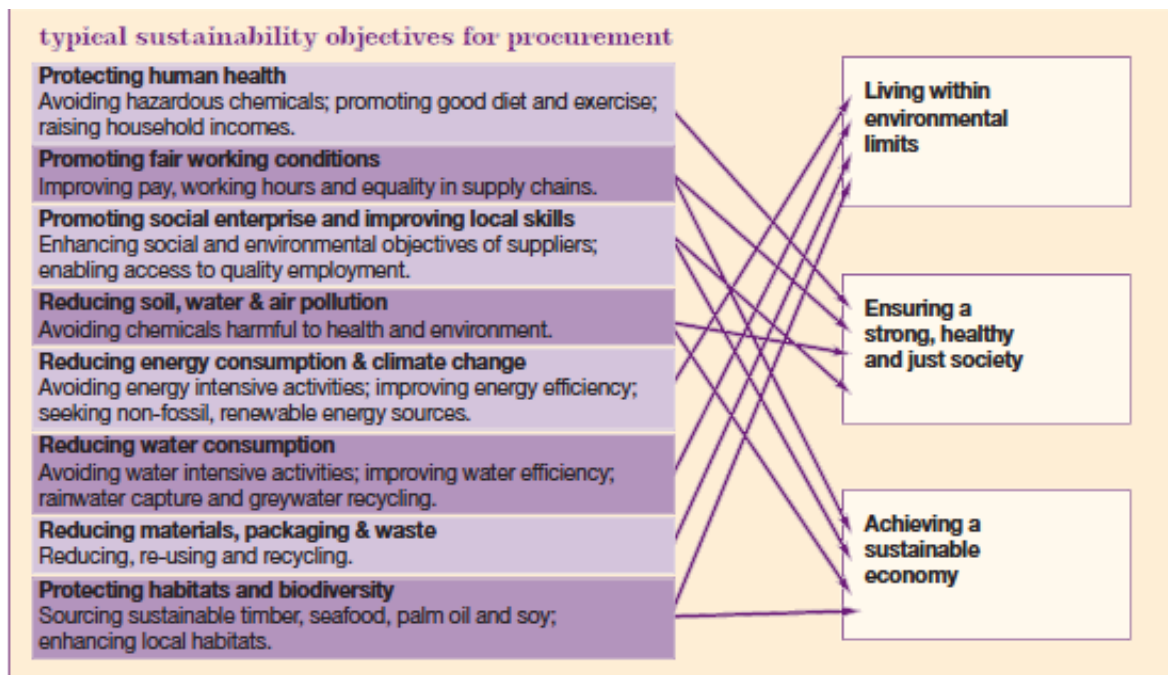 typical sustainability objectives for procurement
Protecting human health
Avoiding hazardous chemicals; promoting good diet and exercise;
raising household incomes.
Promoting fair working conditions
Improving pay, working hours and equality in supply chains.
Promoting social enterprise and improving local skills
Enhancing social and environmental objectives of suppliers;
enabling access to quality employment.
Reducing soil, water & air pollution
Avoiding chemicals harmful to health and environment.
Reducing energy consumption & climate change
Avoiding energy intensive activities; improving energy efficiency;
seeking non-fossil, renewable energy sources.
Reducing water consumption
Avoiding water intensive activities; improving water efficiency;
rainwater capture and greywater recycling.
Reducing materials, packaging & waste
Reducing, re-using and recycling.
Protecting habitats and biodiversity
Sourcing sustainable timber, seafood, palm oil and soy;
enhancing local habitats.
Living within
environmental
limits
Ensuring a
strong, healthy
and just society
Achieving a
sustainable
economy